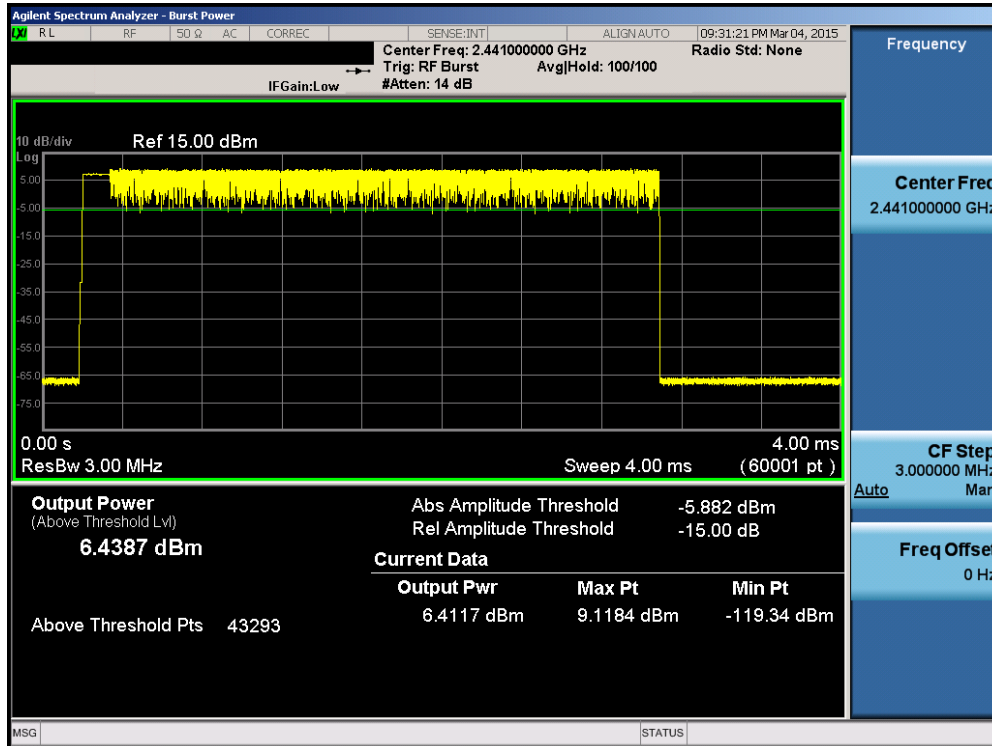 Agilent Spectrum Analyzer - Burst Power
LXI RL RF 50 Ω AC CORREC SENSE:INT ALIGN AUTO 09:31:21 PM Mar 04, 2015
Center Freq: 2.441000000 GHz Radio Std: None
Trig: RF Burst Avg|Hold: 100/100
IFGain:Low #Atten: 14 dB
10 dB/div Ref 15.00 dBm
Log
5.00
-5.00
-15.0
-25.0
-35.0
-45.0
-55.0
-65.0
-75.0
0.00 s 4.00 ms
ResBw 3.00 MHz Sweep 4.00 ms (60001 pt)
Output Power
(Above Threshold Lvl)
6.4387 dBm
Above Threshold Pts 43293
Abs Amplitude Threshold -5.882 dBm
Rel Amplitude Threshold -15.00 dB
Current Data
Output Pwr Max Pt Min Pt
6.4117 dBm 9.1184 dBm -119.34 dBm
Frequency
Center Freq
2.441000000 GHz
CF Step
3.000000 MHz
Auto Man
Freq Offset
0 Hz
MSG STATUS